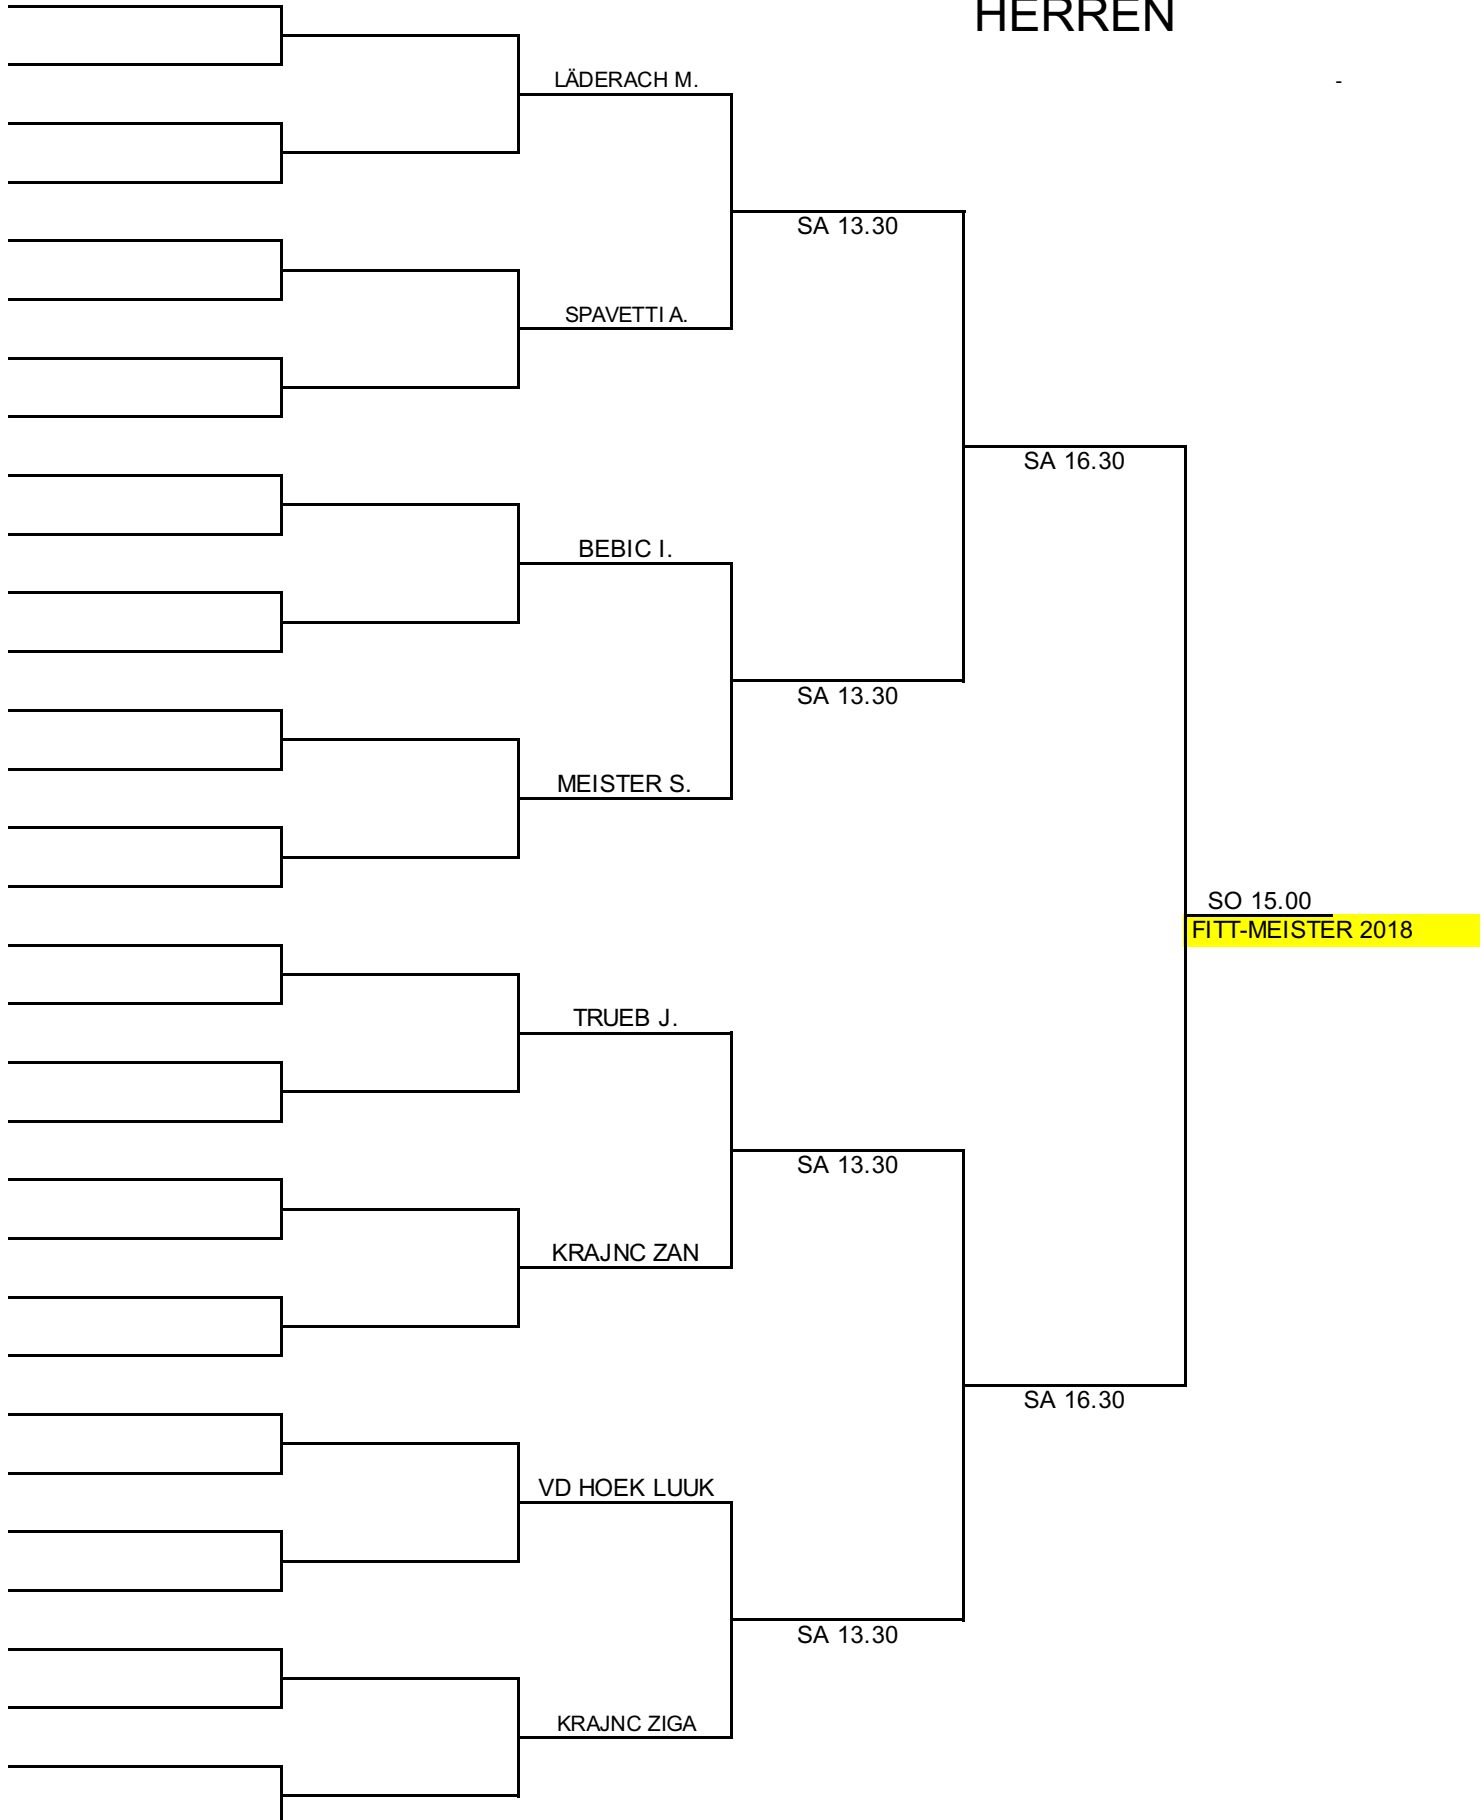 HERREN
LÄDERACH M.
-
SA 13.30
SPAVETTI A.
SA 16.30
BEBIC I.
SA 13.30
MEISTER S.
SO 15.00
FITT-MEISTER 2018
TRUEB J.
SA 13.30
KRAJNC ZAN
SA 16.30
VD HOEK LUUK
SA 13.30
KRAJNC ZIGA